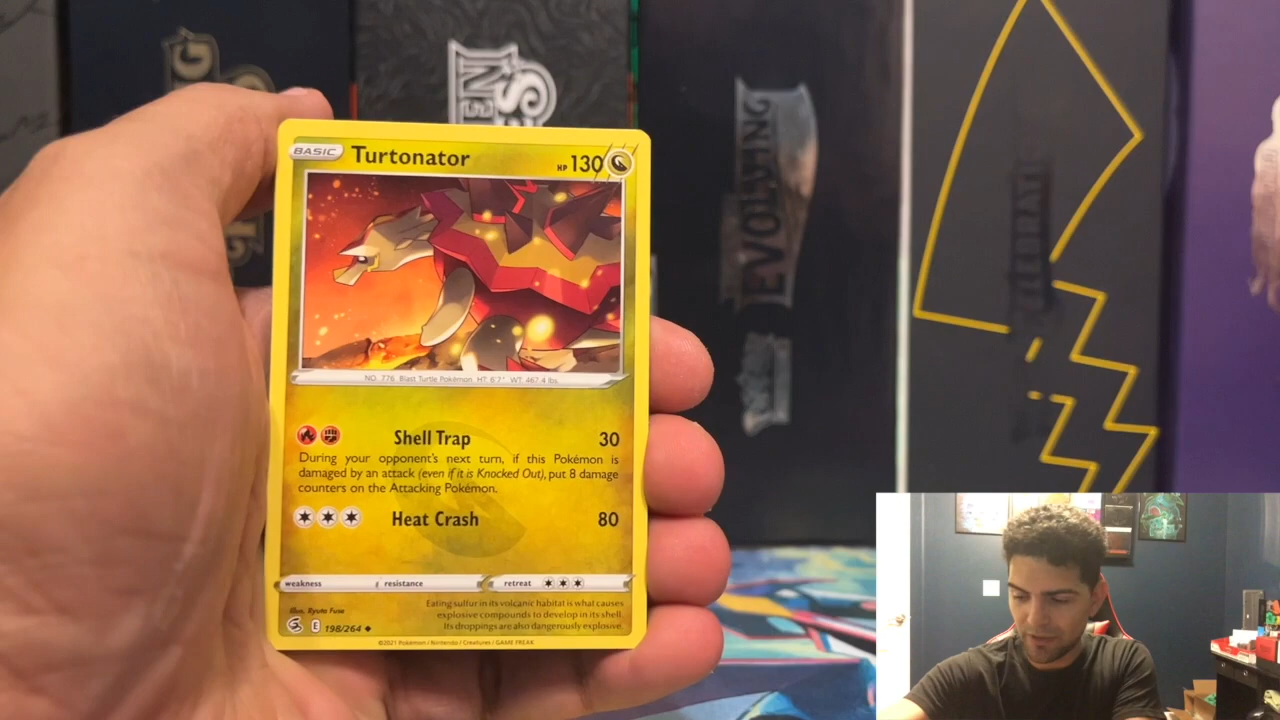 EVOLVING
BASIC Turtonator HP 130
NO. 776 Blast Turtle Pokémon HT: 6'7" WT: 467.4 lbs.
Shell Trap 30
During your opponent's next turn, if this Pokémon is
damaged by an attack (even if it is Knocked Out), put 8 damage
counters on the Attacking Pokémon.
Heat Crash 80
weakness resistance retreat
Illus. Ryuta Fuse
Eating sulfur in its volcanic habitat is what causes
explosive compounds to develop in its shell.
Its droppings are also dangerously explosive.
E 198/264
©2021 Pokémon / Nintendo / Creatures / GAME FREAK